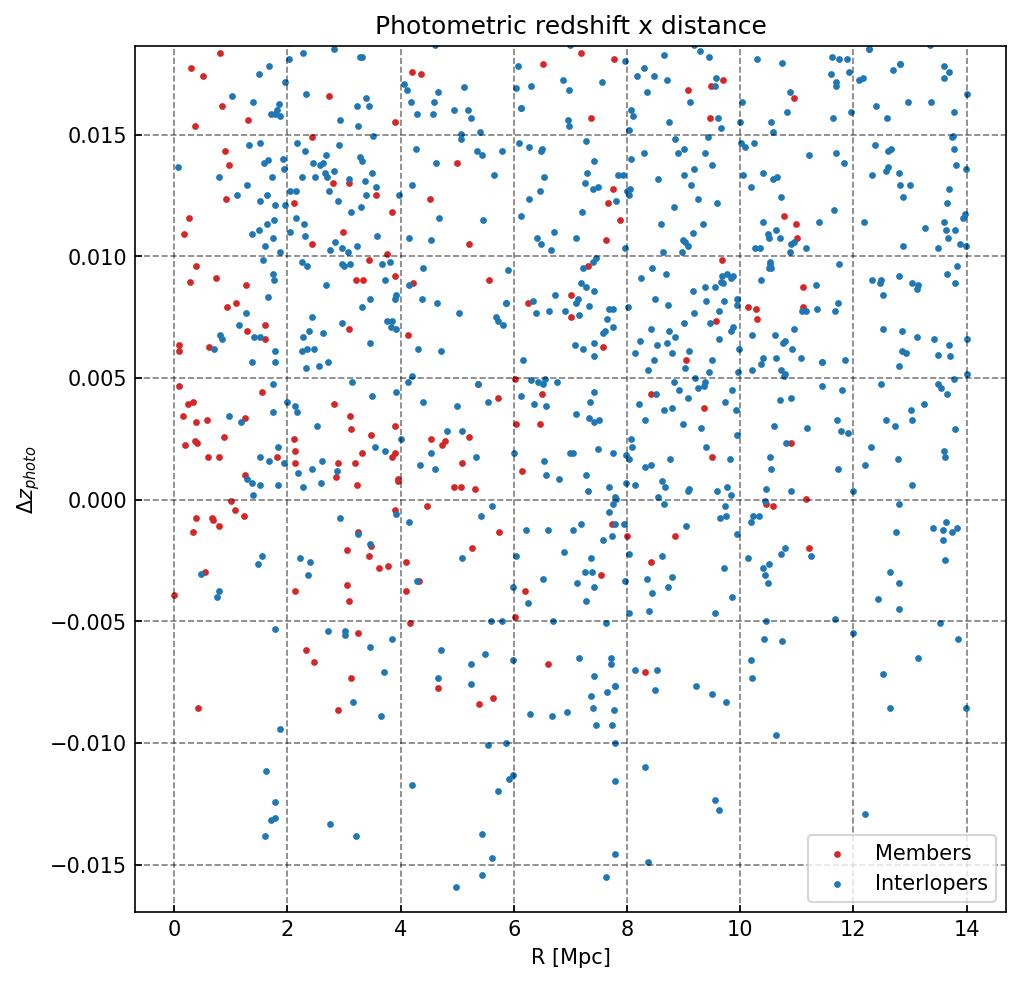 Photometric redshift x distance
0.015
0.010
0.005
0.000
−0.005
−0.010
−0.015
Δz_photo
0 2 4 6 8 10 12 14
R [Mpc]
Members
Interlopers